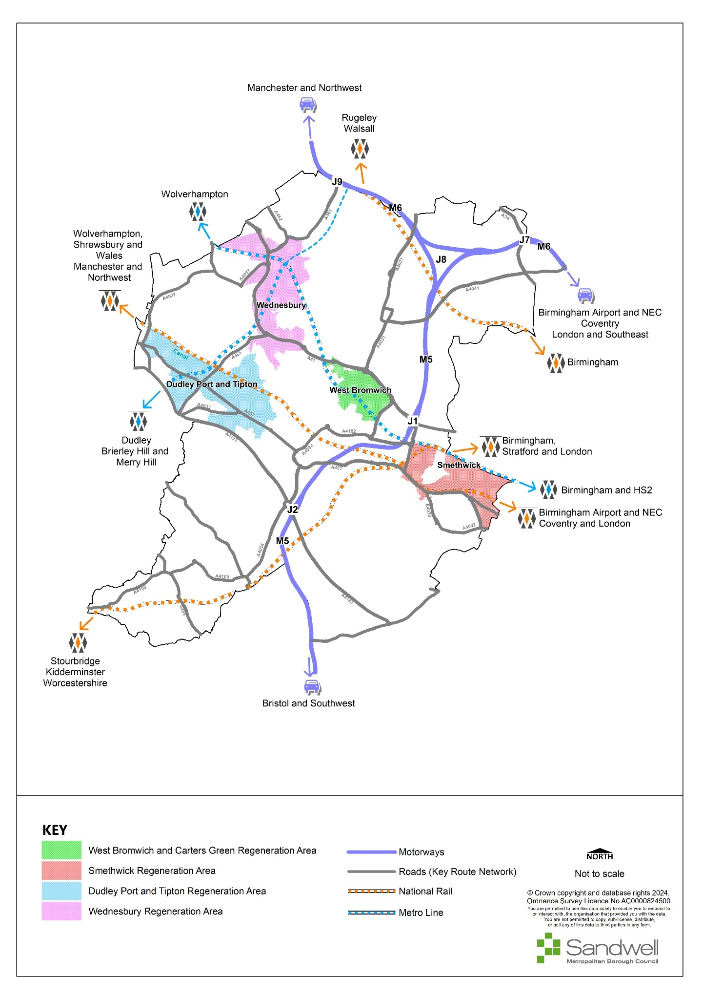 Manchester and Northwest
Rugeley
Walsall
J9
Wolverhampton
M6
A462
A461
A34
J7
M6
Wolverhampton,
Shrewsbury and
Wales
Manchester and
Northwest
J8
A4031
A4037
A4037
A4041
Wednesbury
Birmingham Airport and NEC
Coventry
London and Southeast
A4031
Canal
A461
A41
M5
Birmingham
Dudley Port and Tipton
West Bromwich
A4033
A457
J1
A4123
A4182
Dudley
Brierley Hill and
Merry Hill
A4034
Birmingham,
Stratford and London
A457
Smethwick
Birmingham and HS2
J2
A4030
Birmingham Airport and NEC
Coventry and London
A4092
M5
A4034
A4100
A4100
A4123
A459
Stourbridge
Kidderminster
Worcestershire
Bristol and Southwest
KEY
West Bromwich and Carters Green Regeneration Area
Smethwick Regeneration Area
Dudley Port and Tipton Regeneration Area
Wednesbury Regeneration Area
Motorways
Roads (Key Route Network)
National Rail
Metro Line
NORTH
Not to scale
© Crown copyright and database rights 2024,
Ordnance Survey Licence No AC0000824500.
You are permitted to use this data solely to enable you to respond to,
or interact with, the organisation that provided you with the data.
You are not permitted to copy, sub-license, distribute,
or sell any of this data to third parties in any form.
Sandwell
Metropolitan Borough Council